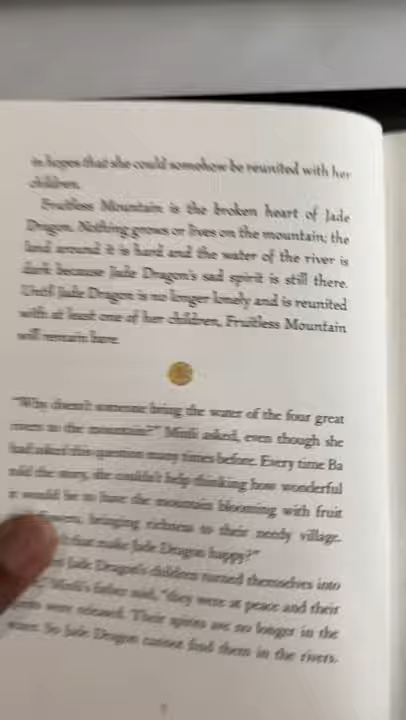 in hopes that she could somehow be reunited with her
children.
Fruitless Mountain is the broken heart of Jade
Dragon. Nothing grows or lives on the mountain; the
land around it is hard and the water of the river is
dark because Jade Dragon's sad spirit is still there.
Until Jade Dragon is no longer lonely and is reunited
with at least one of her children, Fruitless Mountain
will remain bare.
"Why doesn't someone bring the water of the four great
rivers to the mountain?" Minli asked, even though she
had asked this question many times before. Every time Ba
told the story, she couldn't help thinking how wonderful
it would be to have the mountain blooming with fruit
flowers, bringing richness to their needy village.
that make Jade Dragon happy?"
Jade Dragon's children turned themselves into
Minli's father said, "they were at peace and their
spirits were released. Their spirits are no longer in the
water. So Jade Dragon cannot find them in the rivers.